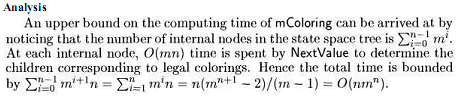 Analysis
An upper bound on the computing time of mColoring can be arrived at by
noticing that the number of internal nodes in the state space tree is ∑_{i=0}^{n-1} m^i.
At each internal node, O(mn) time is spent by NextValue to determine the
children corresponding to legal colorings. Hence the total time is bounded
by ∑_{i=0}^{n-1} m^{i+1}n = ∑_{i=1}^{n} m^i n = n(m^{n+1} − 2)/(m − 1) = O(nm^n).